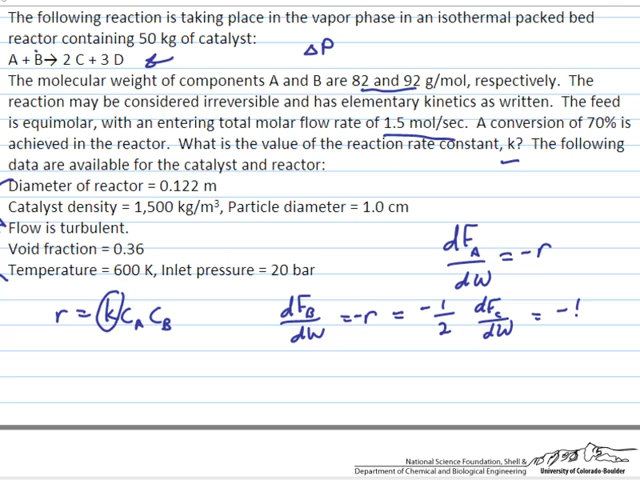 The following reaction is taking place in the vapor phase in an isothermal packed bed
reactor containing 50 kg of catalyst:
ΔP
A + B → 2 C + 3 D
The molecular weight of components A and B are 82 and 92 g/mol, respectively. The
reaction may be considered irreversible and has elementary kinetics as written. The feed
is equimolar, with an entering total molar flow rate of 1.5 mol/sec. A conversion of 70% is
achieved in the reactor. What is the value of the reaction rate constant, k? The following
data are available for the catalyst and reactor:
Diameter of reactor = 0.122 m
Catalyst density = 1,500 kg/m³, Particle diameter = 1.0 cm
Flow is turbulent.
Void fraction = 0.36
Temperature = 600 K, Inlet pressure = 20 bar
dF_A/dW = -r
r = k C_A C_B
dF_B/dW = -r = -1/2 dF_C/dW = - !
National Science Foundation, Shell &
Department of Chemical and Biological Engineering
University of Colorado-Boulder